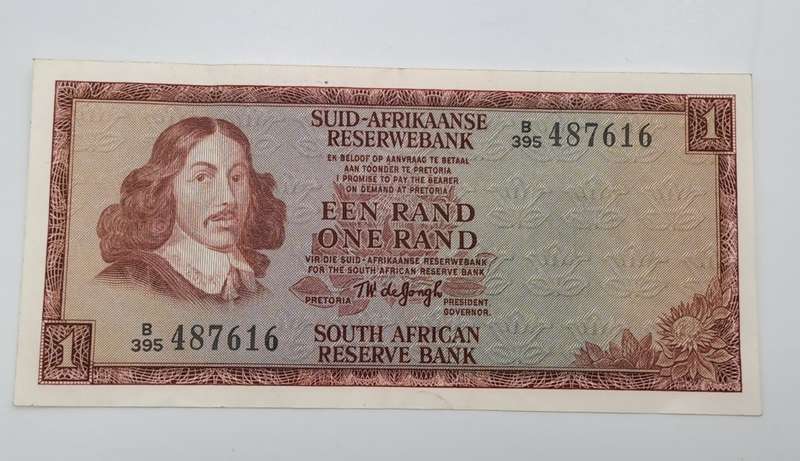 SUID-AFRIKAANSE
RESERWEBANK
B
395 487616
1
EK BELOOF OP AANVRAAG TE BETAAL
AAN TOONDER TE PRETORIA
I PROMISE TO PAY THE BEARER
ON DEMAND AT PRETORIA
EEN RAND
ONE RAND
VIR DIE SUID-AFRIKAANSE RESERWEBANK
FOR THE SOUTH AFRICAN RESERVE BANK
TW de Jongh
PRETORIA PRESIDENT
GOVERNOR.
1
B
395 487616
SOUTH AFRICAN
RESERVE BANK